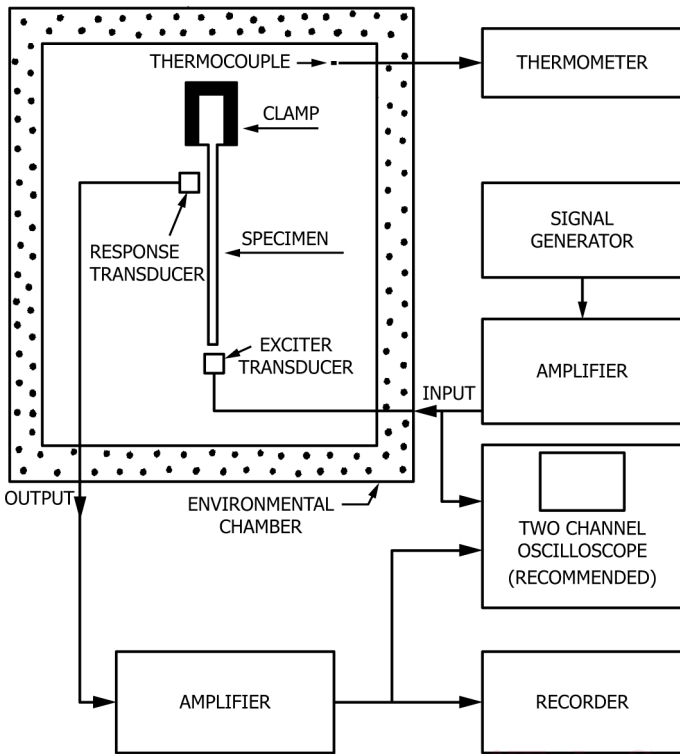 THERMOCOUPLE
THERMOMETER
CLAMP
SIGNAL
GENERATOR
SPECIMEN
RESPONSE
TRANSDUCER
EXCITER
TRANSDUCER
AMPLIFIER
INPUT
OUTPUT
ENVIRONMENTAL
CHAMBER
TWO CHANNEL
OSCILLOSCOPE
(RECOMMENDED)
AMPLIFIER
RECORDER